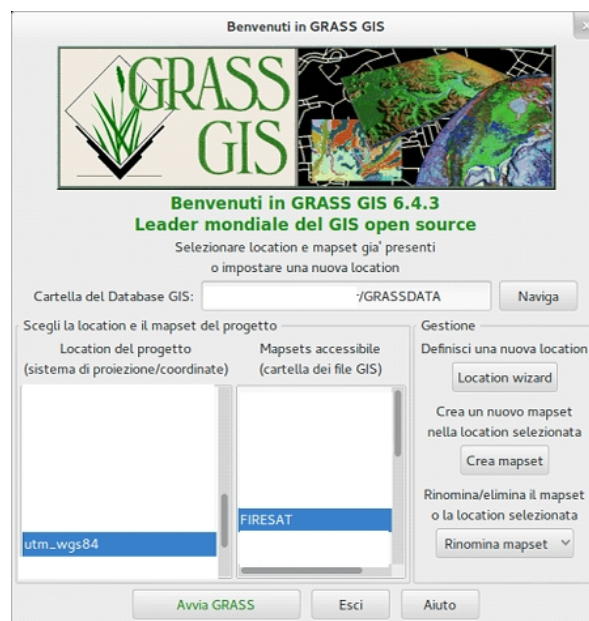 Benvenuti in GRASS GIS
GRASS
GIS
Benvenuti in GRASS GIS 6.4.3
Leader mondiale del GIS open source
Selezionare location e mapset gia' presenti
o impostare una nuova location
Cartella del Database GIS:
/GRASSDATA
Naviga
Scegli la location e il mapset del progetto
Location del progetto
(sistema di proiezione/coordinate)
utm_wgs84
Mapsets accessibile
(cartella dei file GIS)
FIRESAT
Gestione
Definisci una nuova location
Location wizard
Crea un nuovo mapset
nella location selezionata
Crea mapset
Rinomina/elimina il mapset
o la location selezionata
Rinomina mapset
Avvia GRASS
Esci
Aiuto